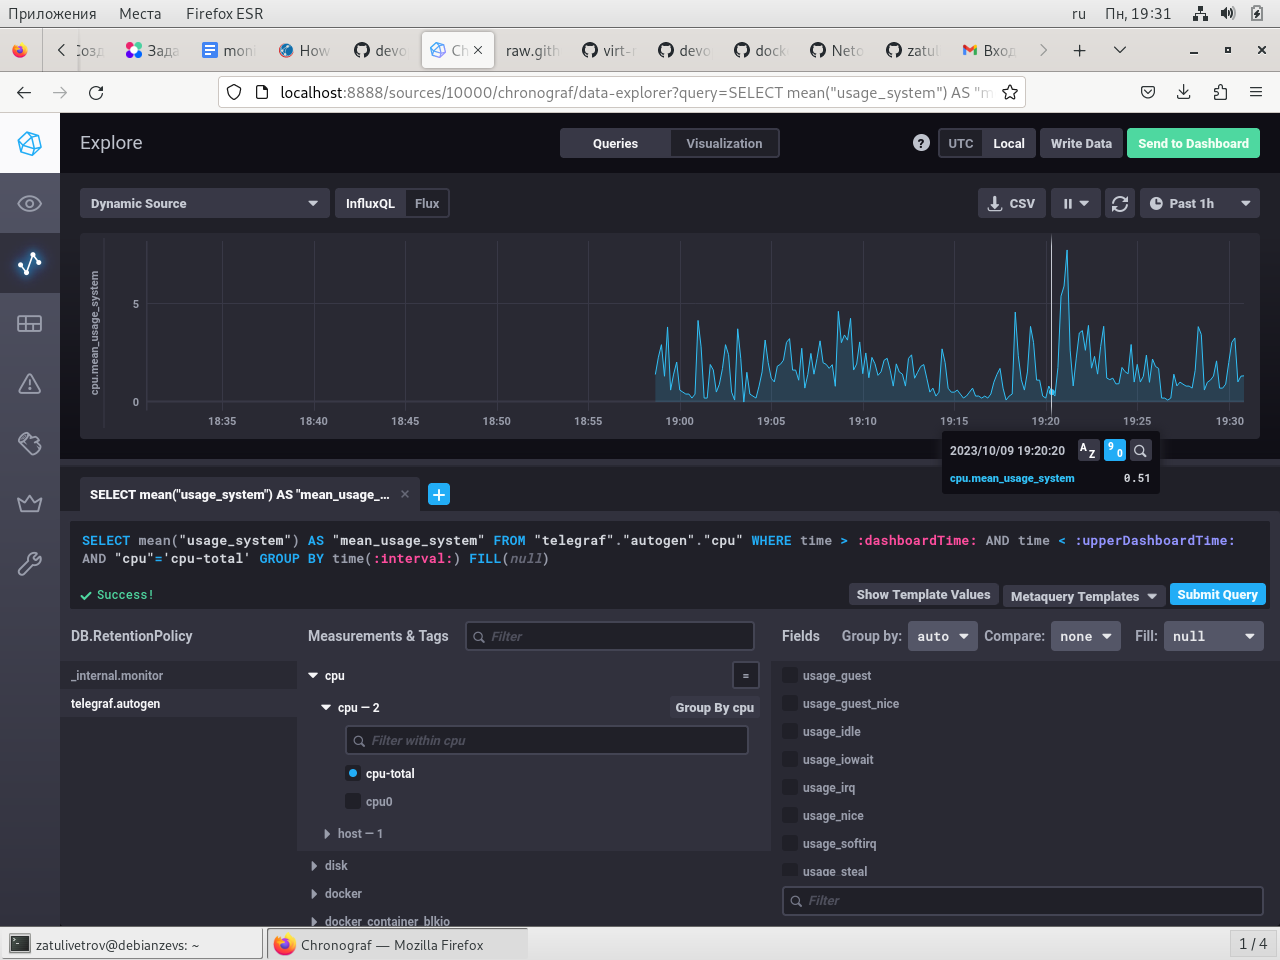 Приложения Места Firefox ESR ru Пн, 19:31
Зада moni How devo Ch raw.gith virt-r devo dock Neto zatul Вход
localhost:8888/sources/10000/chronograf/data-explorer?query=SELECT mean("usage_system") AS "m
Explore Queries Visualization ? UTC Local Write Data Send to Dashboard
Dynamic Source InfluxQL Flux CSV Past 1h
cpu.mean_usage_system
5
0
18:35 18:40 18:45 18:50 18:55 19:00 19:05 19:10 19:15 19:20 19:25 19:30
2023/10/09 19:20:20 A Z 9 0
cpu.mean_usage_system 0.51
SELECT mean("usage_system") AS "mean_usage_...
SELECT mean("usage_system") AS "mean_usage_system" FROM "telegraf"."autogen"."cpu" WHERE time > :dashboardTime: AND time < :upperDashboardTime:
AND "cpu"='cpu-total' GROUP BY time(:interval:) FILL(null)
Success! Show Template Values Metaquery Templates Submit Query
DB.RetentionPolicy Measurements & Tags Filter Fields Group by: auto Compare: none Fill: null
_internal.monitor
telegraf.autogen
cpu =
cpu — 2 Group By cpu
Filter within cpu
cpu-total
cpu0
host — 1
disk
docker
docker_container_blkio
usage_guest
usage_guest_nice
usage_idle
usage_iowait
usage_irq
usage_nice
usage_softirq
usage_steal
Filter
zatulivetrov@debianzevs: ~ Chronograf — Mozilla Firefox 1 / 4